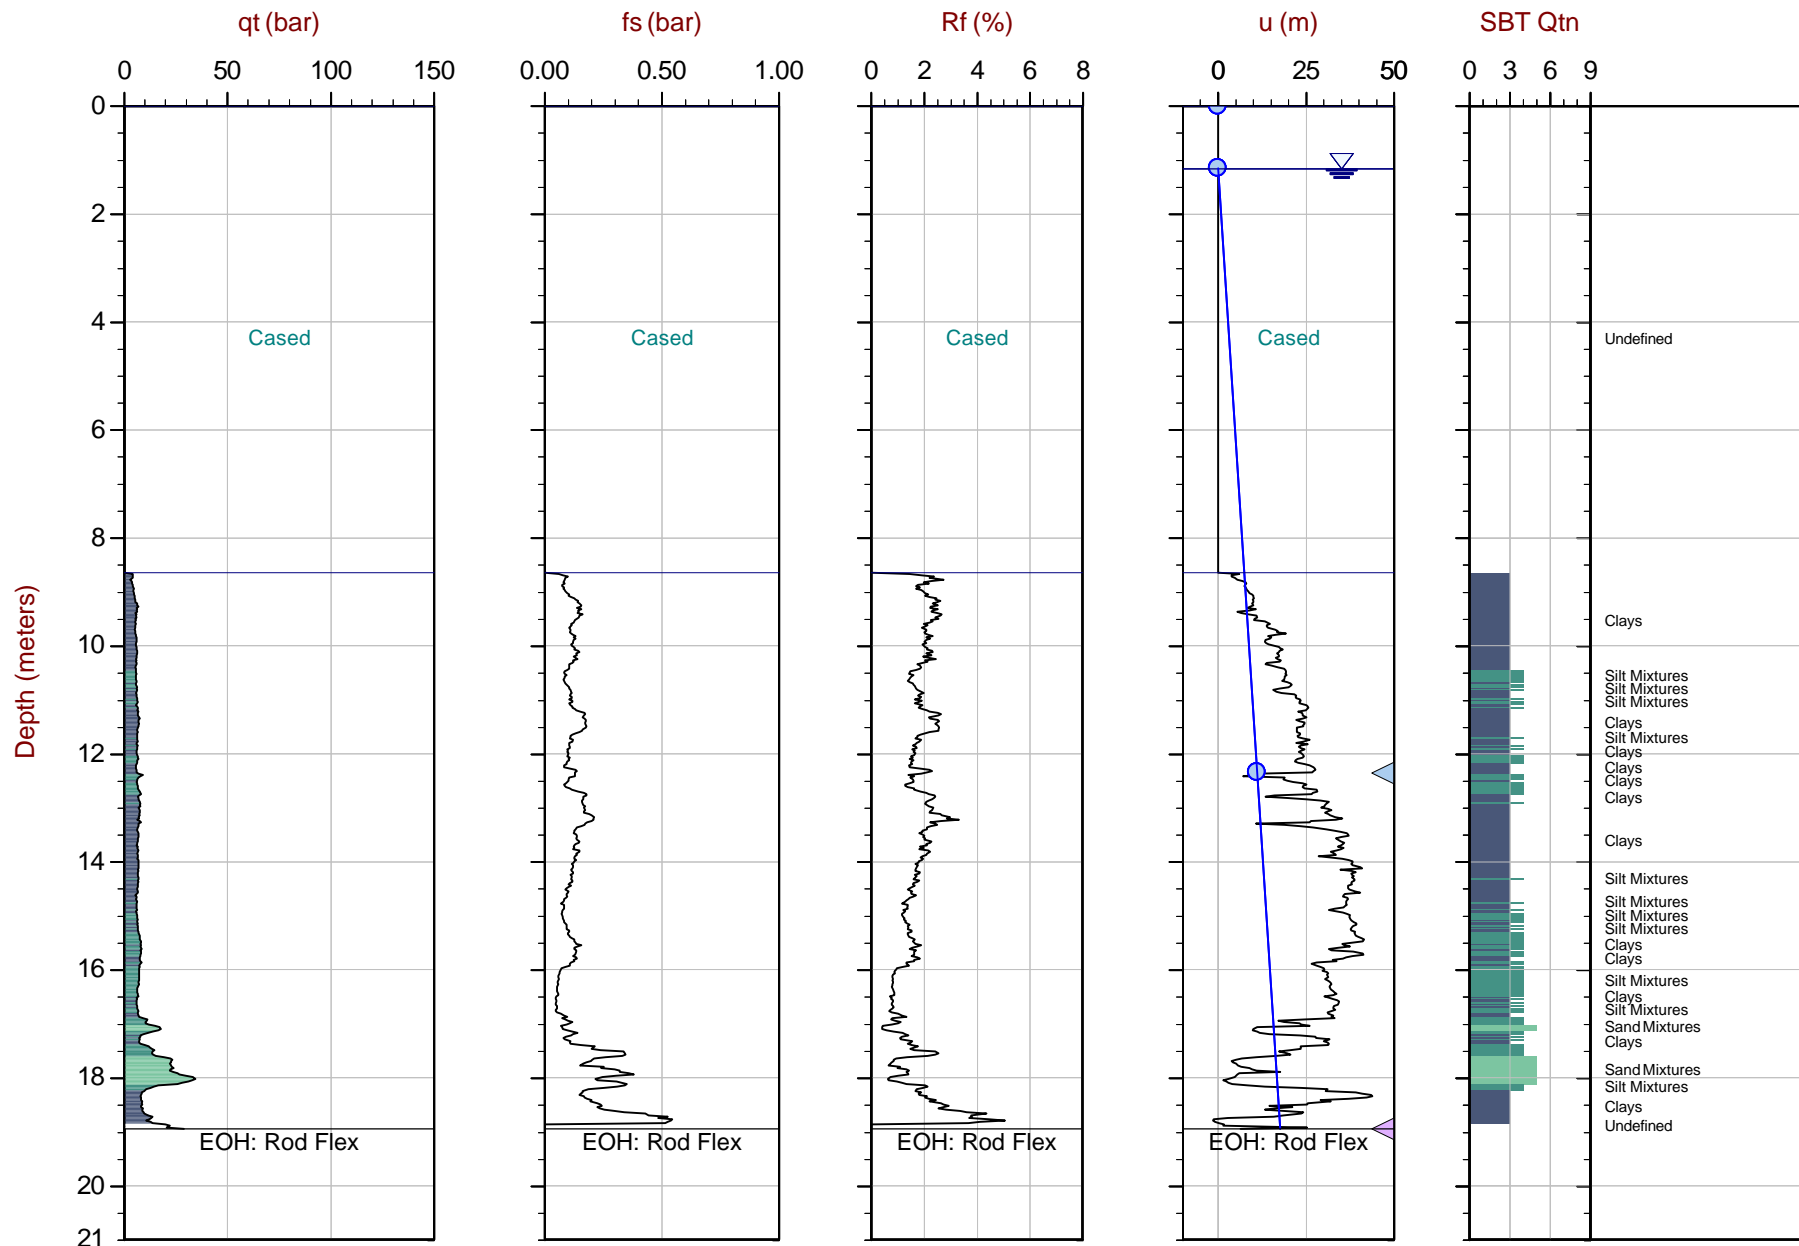 qt (bar)
fs (bar)
Rf (%)
u (m)
SBT Qtn
0 50 100 150
0.00 0.50 1.00
0 2 4 6 8
0 25 50
0 3 6 9
Depth (meters)
0
2
4
6
8
10
12
14
16
18
20
21
Cased
Cased
Cased
Cased
EOH: Rod Flex
EOH: Rod Flex
EOH: Rod Flex
EOH: Rod Flex
Undefined
Clays
Silt Mixtures
Silt Mixtures
Silt Mixtures
Clays
Silt Mixtures
Clays
Clays
Clays
Clays
Clays
Silt Mixtures
Silt Mixtures
Silt Mixtures
Silt Mixtures
Clays
Clays
Silt Mixtures
Clays
Silt Mixtures
Sand Mixtures
Clays
Sand Mixtures
Silt Mixtures
Clays
Undefined